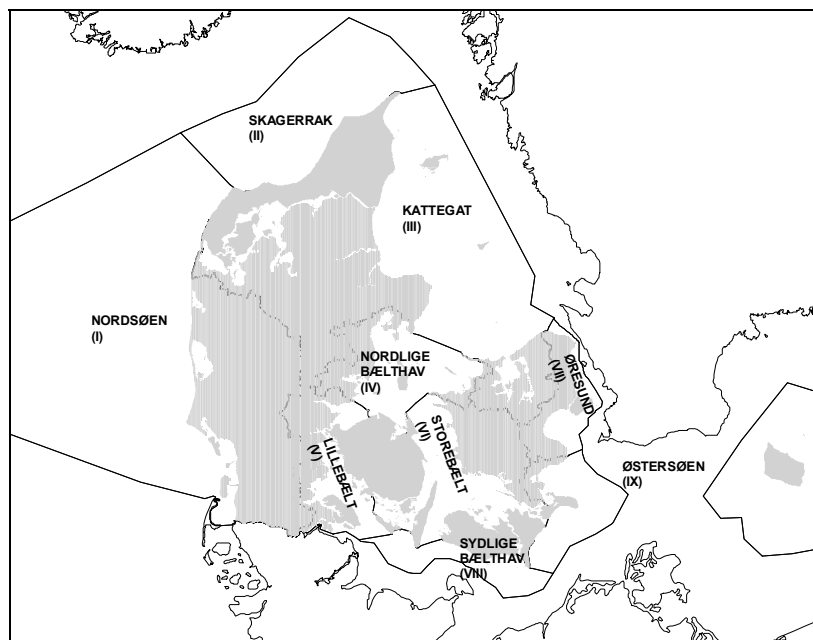 SKAGERRAK
(II)
KATTEGAT
(III)
NORDSØEN
(I)
NORDLIGE
BÆLTHAV
(IV)
ØRESUND
(VII)
STOREBÆLT
(VI)
LILLEBÆLT
(V)
ØSTERSØEN
(IX)
SYDLIGE
BÆLTHAV
(VIII)